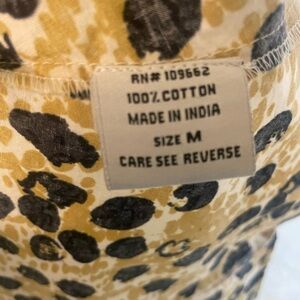 RN# 109662
100% COTTON
MADE IN INDIA
SIZE M
CARE SEE REVERSE